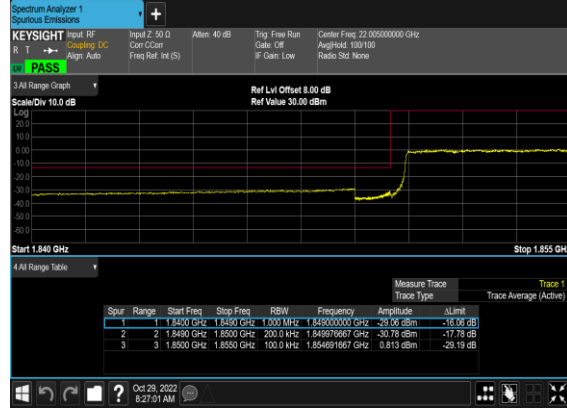 Spectrum Analyzer 1
Spurious Emissions
KEYSIGHT Input: RF Input Z: 50 Ω Atten: 40 dB Trig: Free Run Center Freq: 22.005000000 GHz
R T Coupling: DC Corr CCorr Gate: Off Avg|Hold: 100/100
Align: Auto Freq Ref: Int (S) IF Gain: Low Radio Std: None
PASS
3 All Range Graph
Ref Lvl Offset 8.00 dB
Scale/Div 10.0 dB Ref Value 30.00 dBm
Log
20.0
10.0
0.00
-10.0
-20.0
-30.0
-40.0
-50.0
-60.0
Start 1.840 GHz Stop 1.855 GH
4 All Range Table
Measure Trace Trace 1
Trace Type Trace Average (Active)
Spur Range Start Freq Stop Freq RBW Frequency Amplitude ΔLimit
1 1 1.8400 GHz 1.8490 GHz 1.000 MHz 1.849000000 GHz -29.06 dBm -16.06 dB
2 2 1.8490 GHz 1.8500 GHz 200.0 kHz 1.849976667 GHz -30.78 dBm -17.78 dB
3 3 1.8500 GHz 1.8550 GHz 100.0 kHz 1.854691667 GHz 0.813 dBm -29.19 dB
? Oct 29, 2022
8:27:01 AM